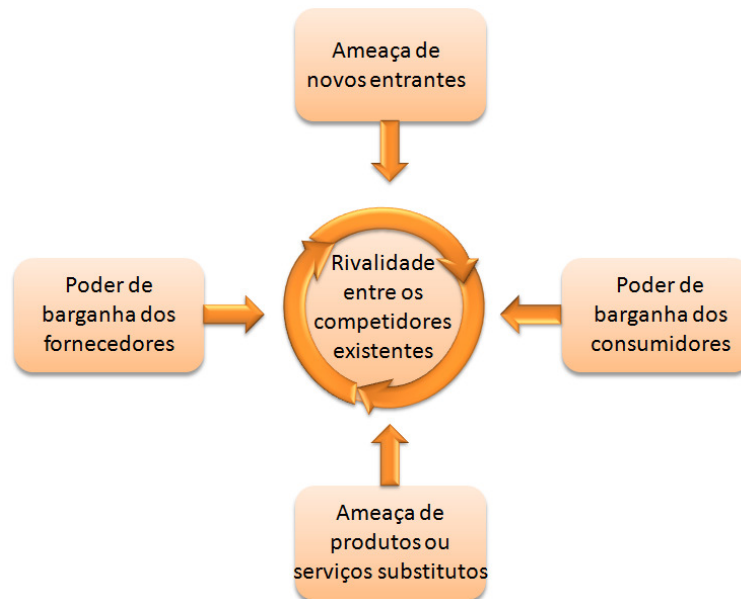 Ameaça de
novos entrantes
Poder de
barganha dos
fornecedores
Rivalidade
entre os
competidores
existentes
Poder de
barganha dos
consumidores
Ameaça de
produtos ou
serviços substitutos